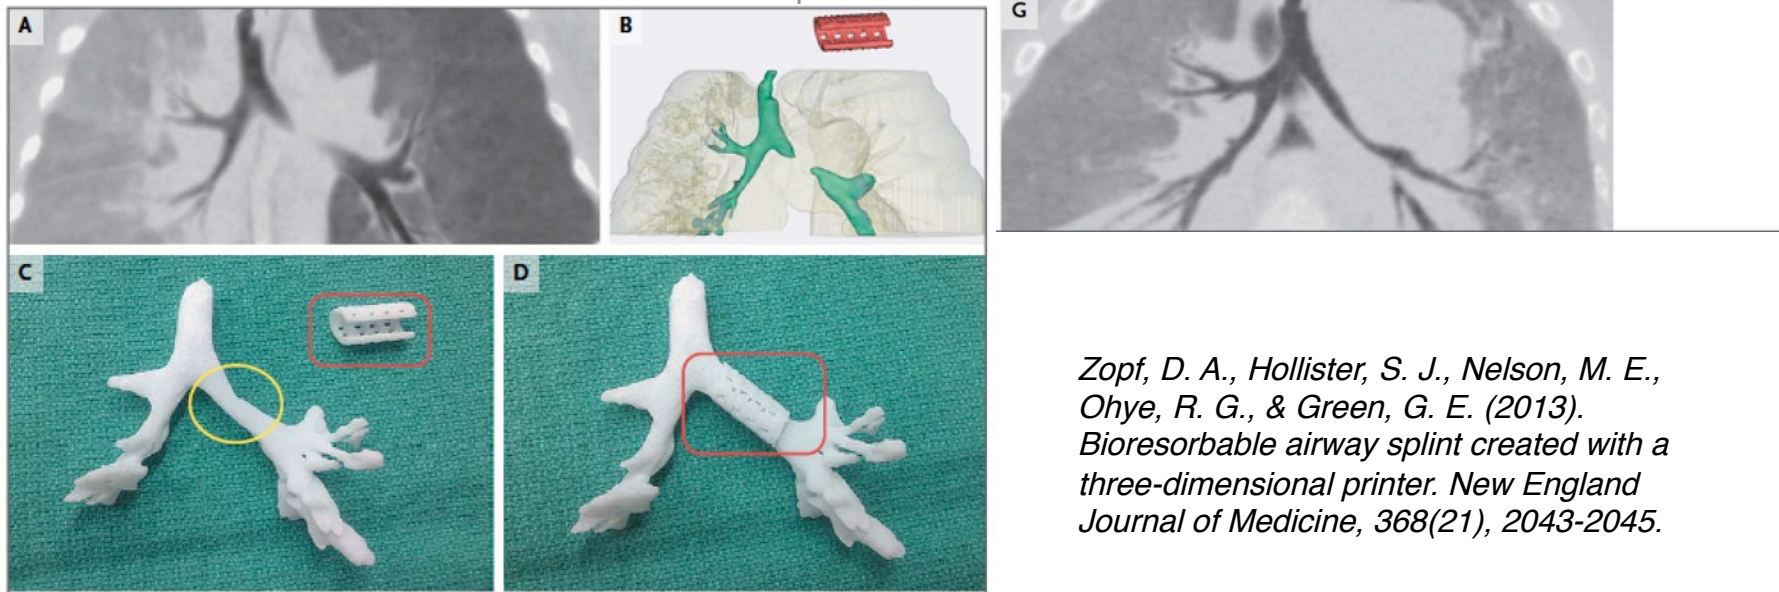 A
B
G
C
D
Zopf, D. A., Hollister, S. J., Nelson, M. E.,
Ohye, R. G., & Green, G. E. (2013).
Bioresorbable airway splint created with a
three-dimensional printer. New England
Journal of Medicine, 368(21), 2043-2045.